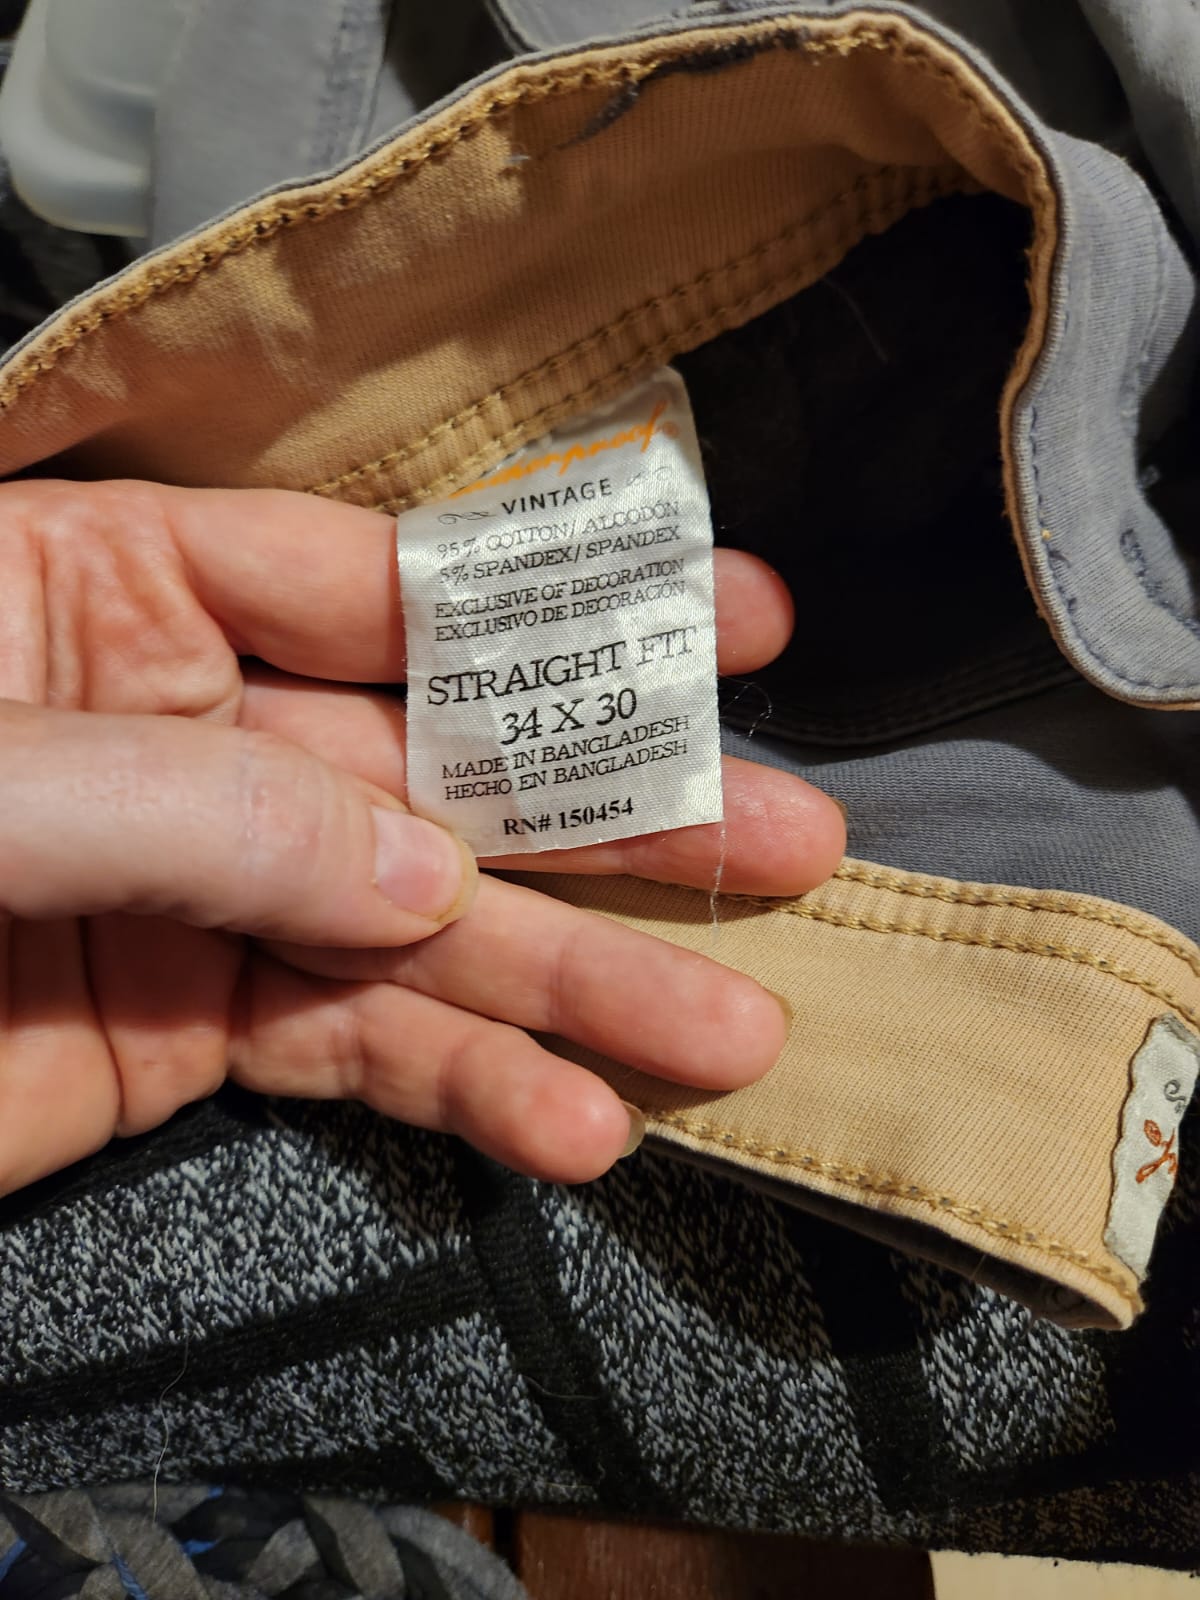 VINTAGE
95% COTTON/ ALGODÓN
5% SPANDEX/ SPANDEX
EXCLUSIVE OF DECORATION
EXCLUSIVO DE DECORACIÓN
STRAIGHT FIT
34 X 30
MADE IN BANGLADESH
HECHO EN BANGLADESH
RN# 150454